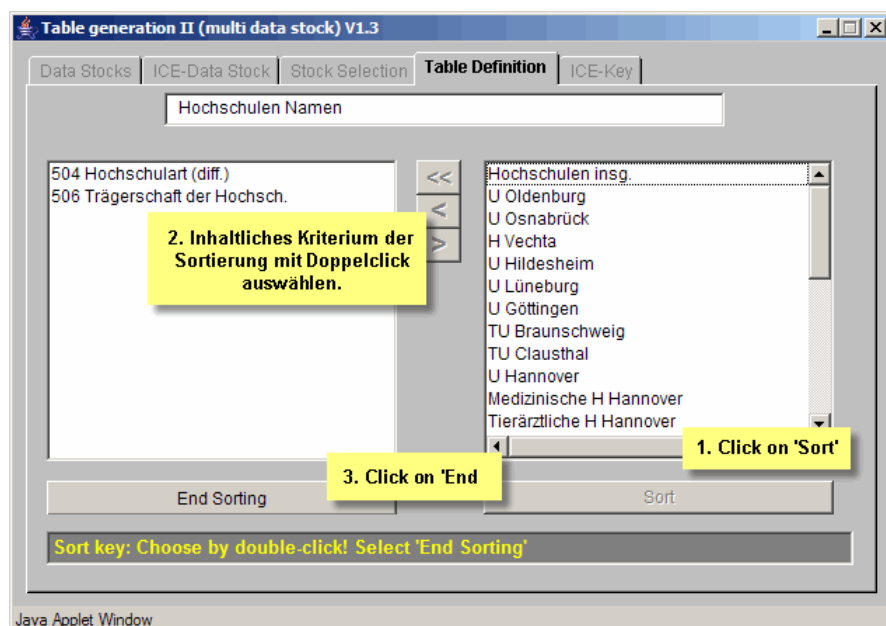 Table generation II (multi data stock) V1.3
Data Stocks ICE-Data Stock Stock Selection Table Definition ICE-Key
Hochschulen Namen
504 Hochschulart (diff.)
506 Trägerschaft der Hochsch.
<<
<
>
Hochschulen insg.
U Oldenburg
U Osnabrück
H Vechta
U Hildesheim
U Lüneburg
U Göttingen
TU Braunschweig
TU Clausthal
U Hannover
Medizinische H Hannover
Tierärztliche H Hannover
2. Inhaltliches Kriterium der
Sortierung mit Doppelclick
auswählen.
1. Click on 'Sort'
3. Click on 'End
End Sorting
Sort
Sort key: Choose by double-click! Select 'End Sorting'
Java Applet Window